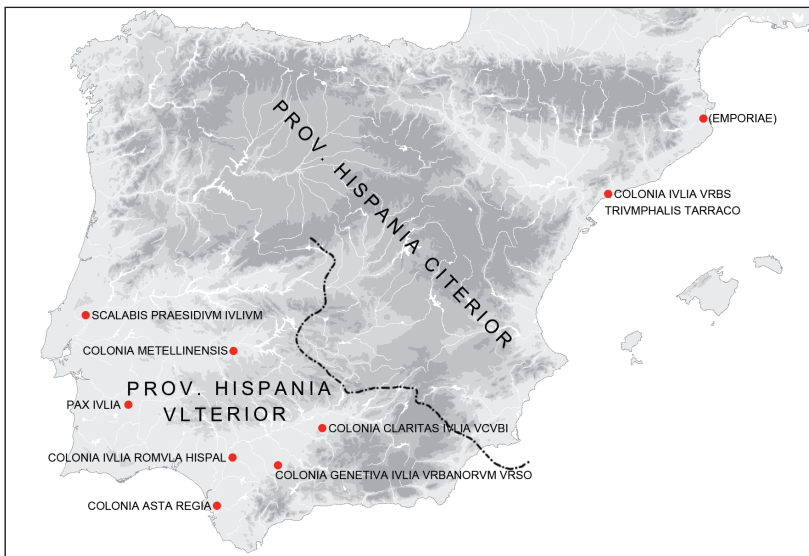 PROV. HISPANIA CITERIOR
(EMPORIAE)
COLONIA IVLIA VRBS
TRIVMPHALIS TARRACO
SCALABIS PRAESIDIVM IVLIVM
COLONIA METELLINENSIS
PROV. HISPANIA
VLTERIOR
PAX IVLIA
COLONIA CLARITAS IVLIA VCVBI
COLONIA IVLIA ROMVLA HISPAL
COLONIA GENETIVA IVLIA VRBANORVM VRSO
COLONIA ASTA REGIA